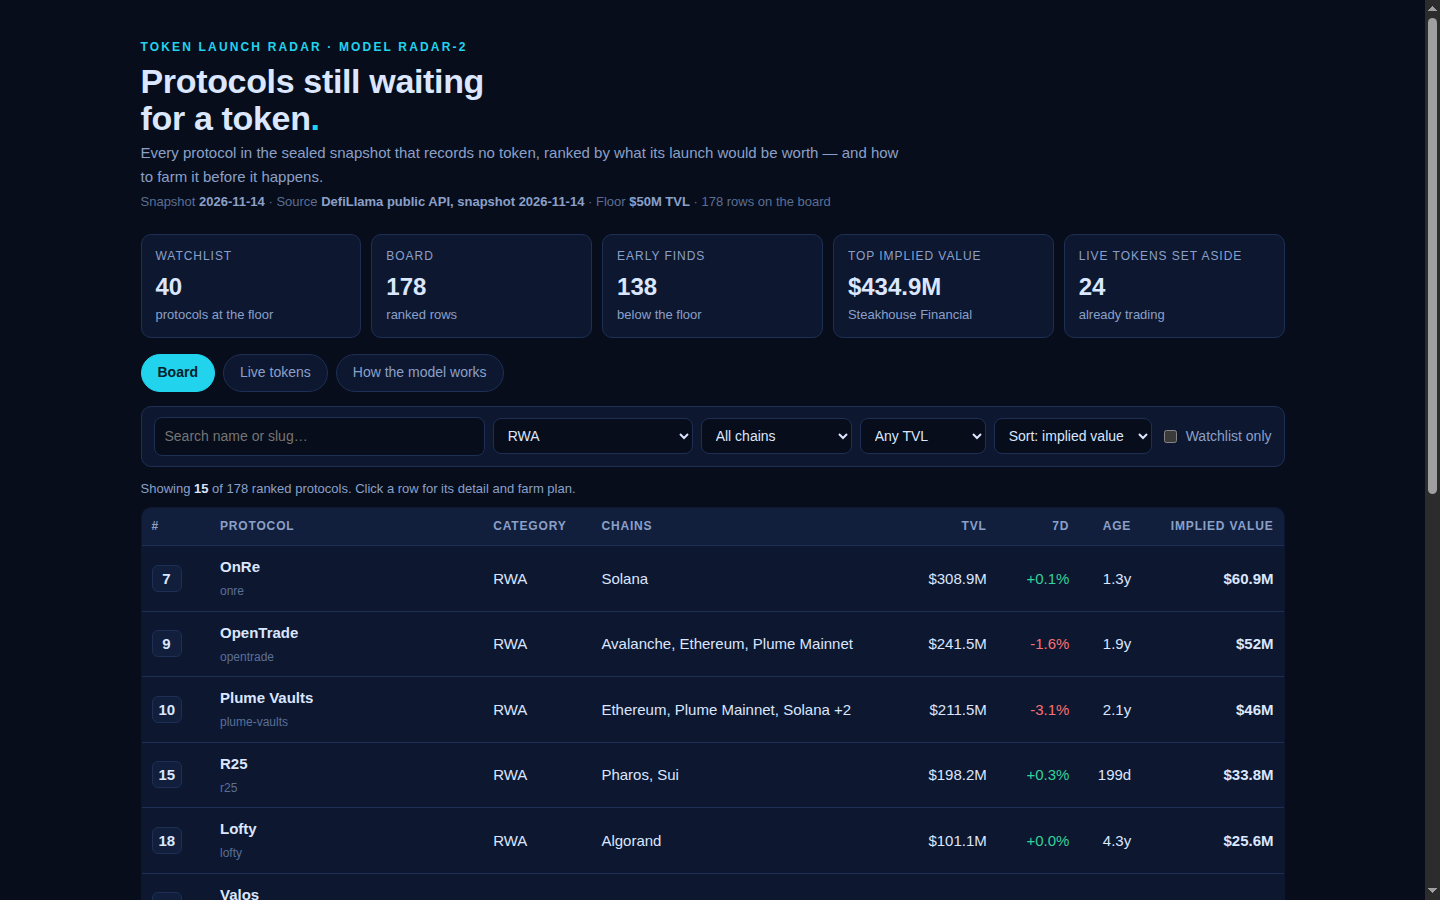 TOKEN LAUNCH RADAR · MODEL RADAR-2
Protocols still waiting
for a token.
Every protocol in the sealed snapshot that records no token, ranked by what its launch would be worth — and how
to farm it before it happens.
Snapshot 2026-11-14 · Source DefiLlama public API, snapshot 2026-11-14 · Floor $50M TVL · 178 rows on the board
WATCHLIST
40
protocols at the floor
BOARD
178
ranked rows
EARLY FINDS
138
below the floor
TOP IMPLIED VALUE
$434.9M
Steakhouse Financial
LIVE TOKENS SET ASIDE
24
already trading
Board Live tokens How the model works
Search name or slug… RWA All chains Any TVL Sort: implied value Watchlist only
Showing 15 of 178 ranked protocols. Click a row for its detail and farm plan.
# PROTOCOL CATEGORY CHAINS TVL 7D AGE IMPLIED VALUE
7 OnRe RWA Solana $308.9M +0.1% 1.3y $60.9M
onre
9 OpenTrade RWA Avalanche, Ethereum, Plume Mainnet $241.5M -1.6% 1.9y $52M
opentrade
10 Plume Vaults RWA Ethereum, Plume Mainnet, Solana +2 $211.5M -3.1% 2.1y $46M
plume-vaults
15 R25 RWA Pharos, Sui $198.2M +0.3% 199d $33.8M
r25
18 Lofty RWA Algorand $101.1M +0.0% 4.3y $25.6M
lofty
Valos